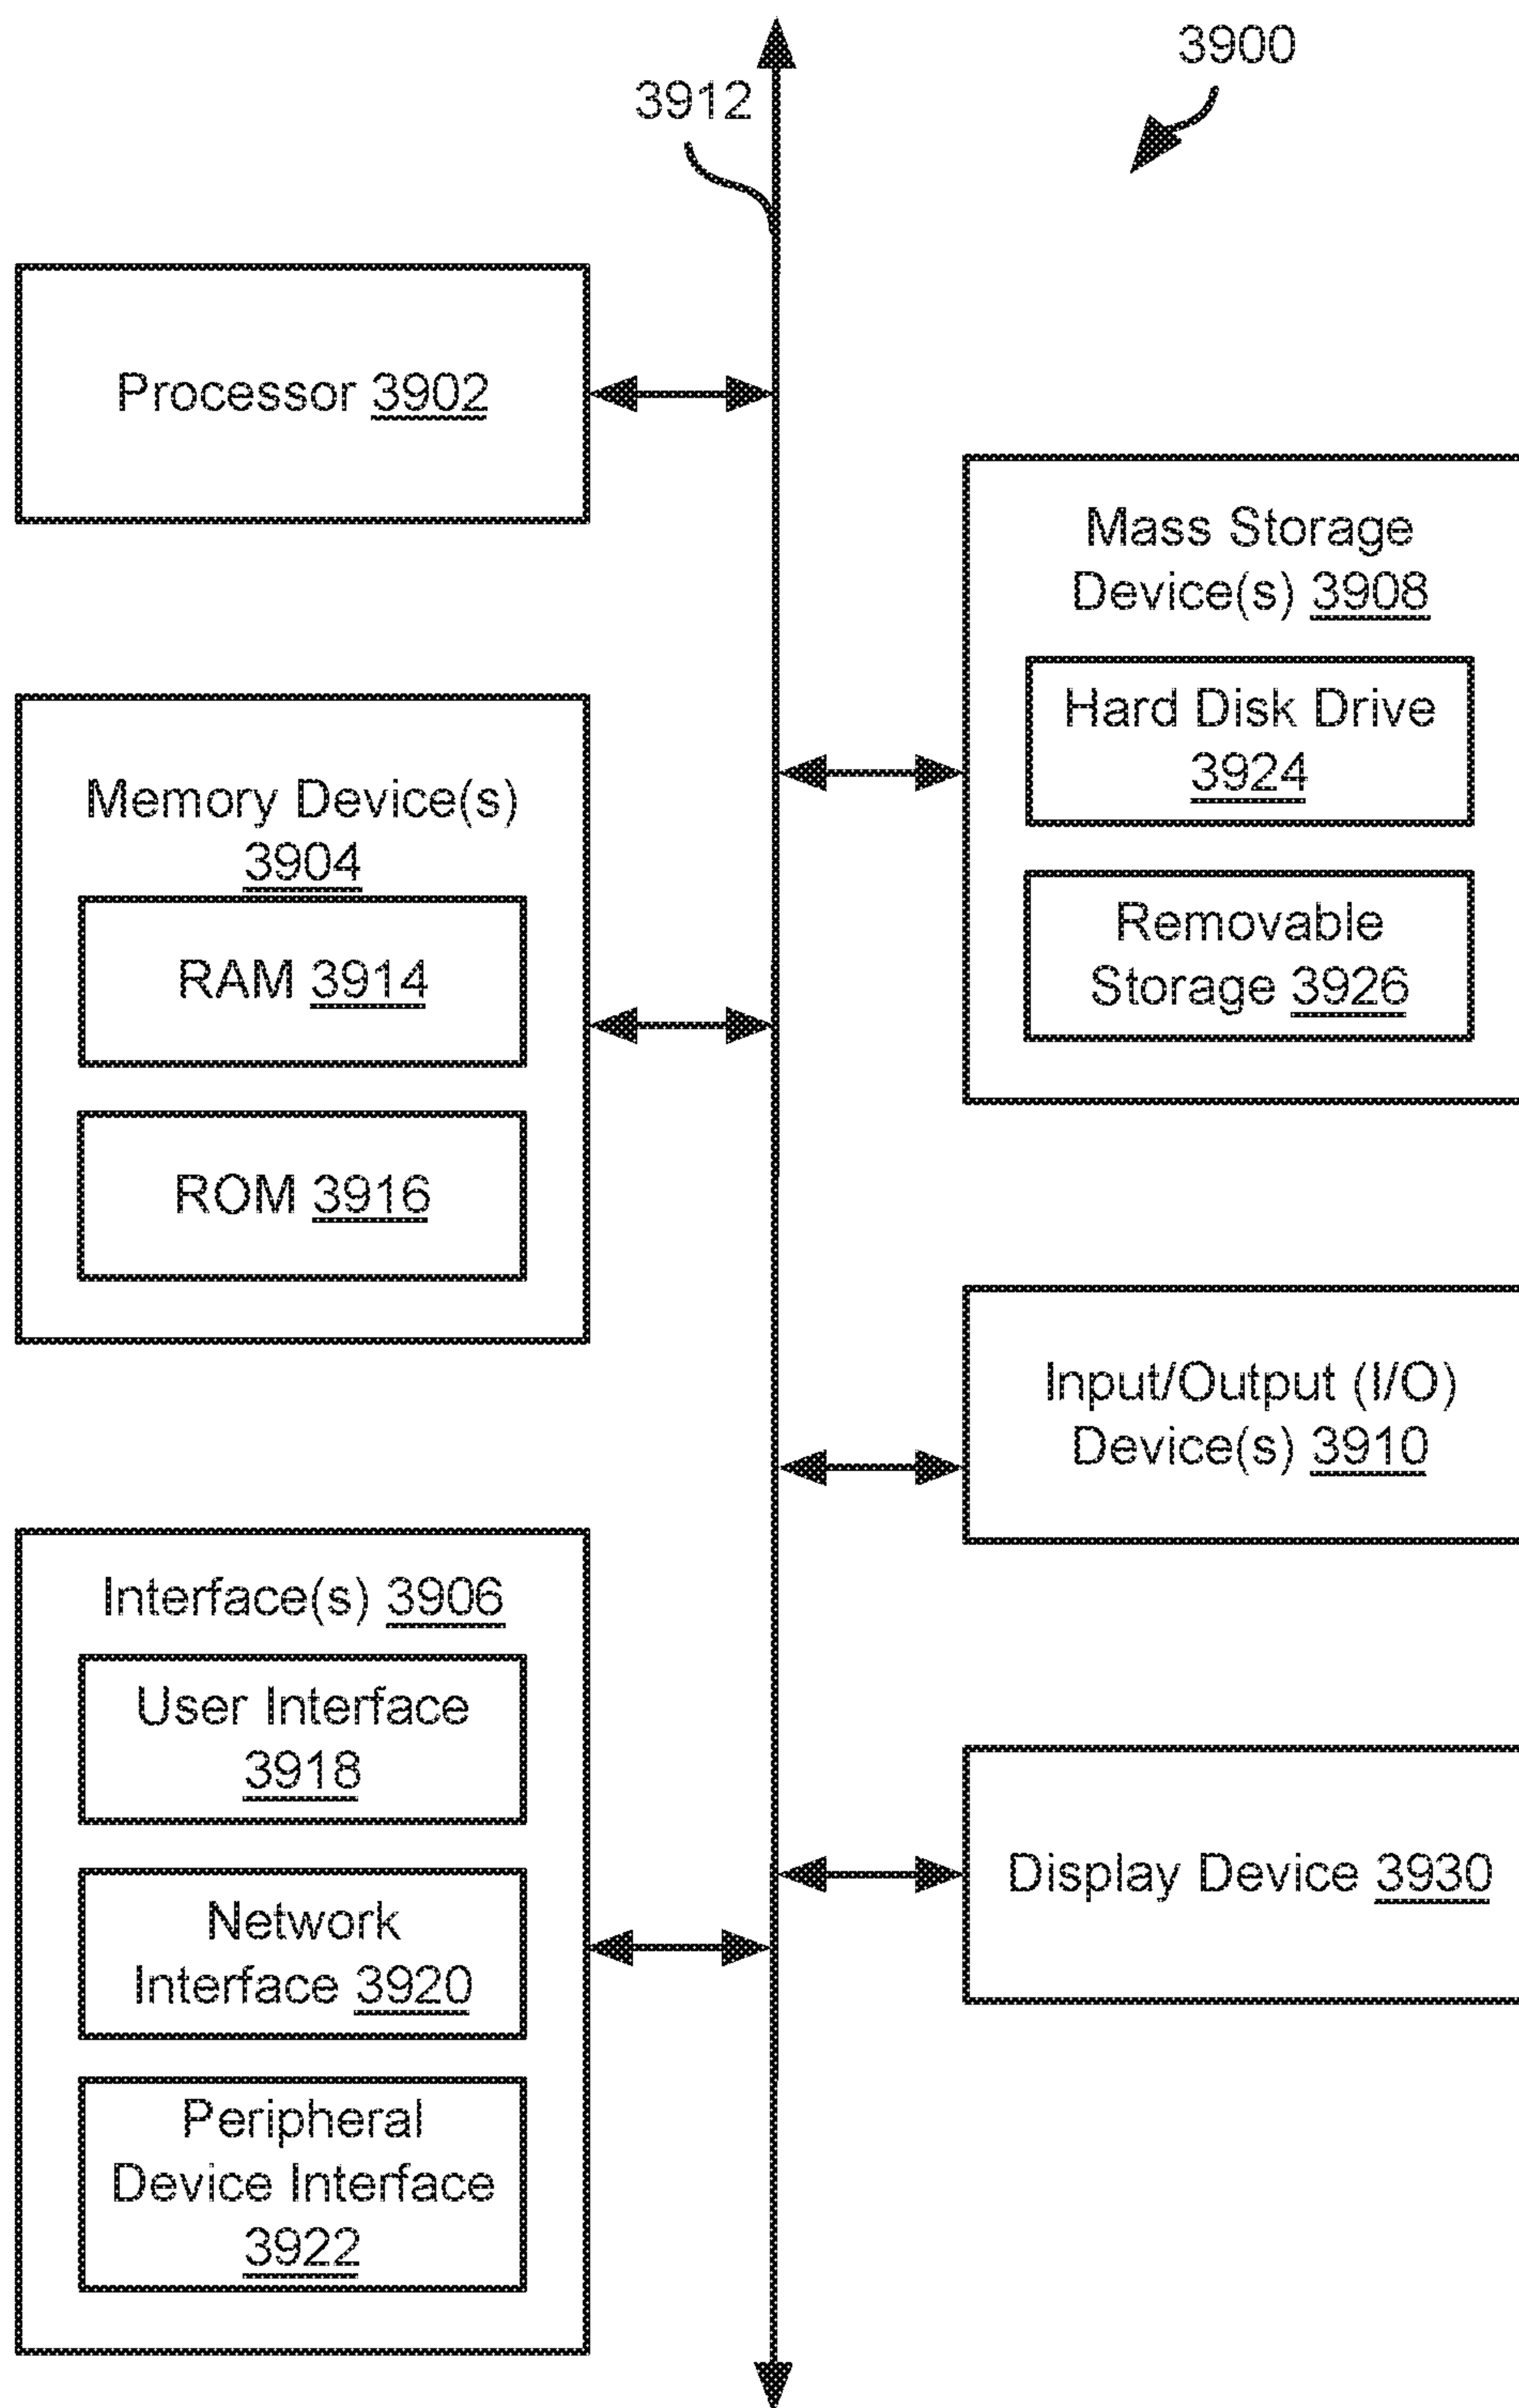 3900
3912
Processor 3902
Mass Storage
Device(s) 3908
Hard Disk Drive
3924
Removable
Storage 3926
Memory Device(s)
3904
RAM 3914
ROM 3916
Input/Output (I/O)
Device(s) 3910
Interface(s) 3906
User Interface
3918
Network
Interface 3920
Peripheral
Device Interface
3922
Display Device 3930